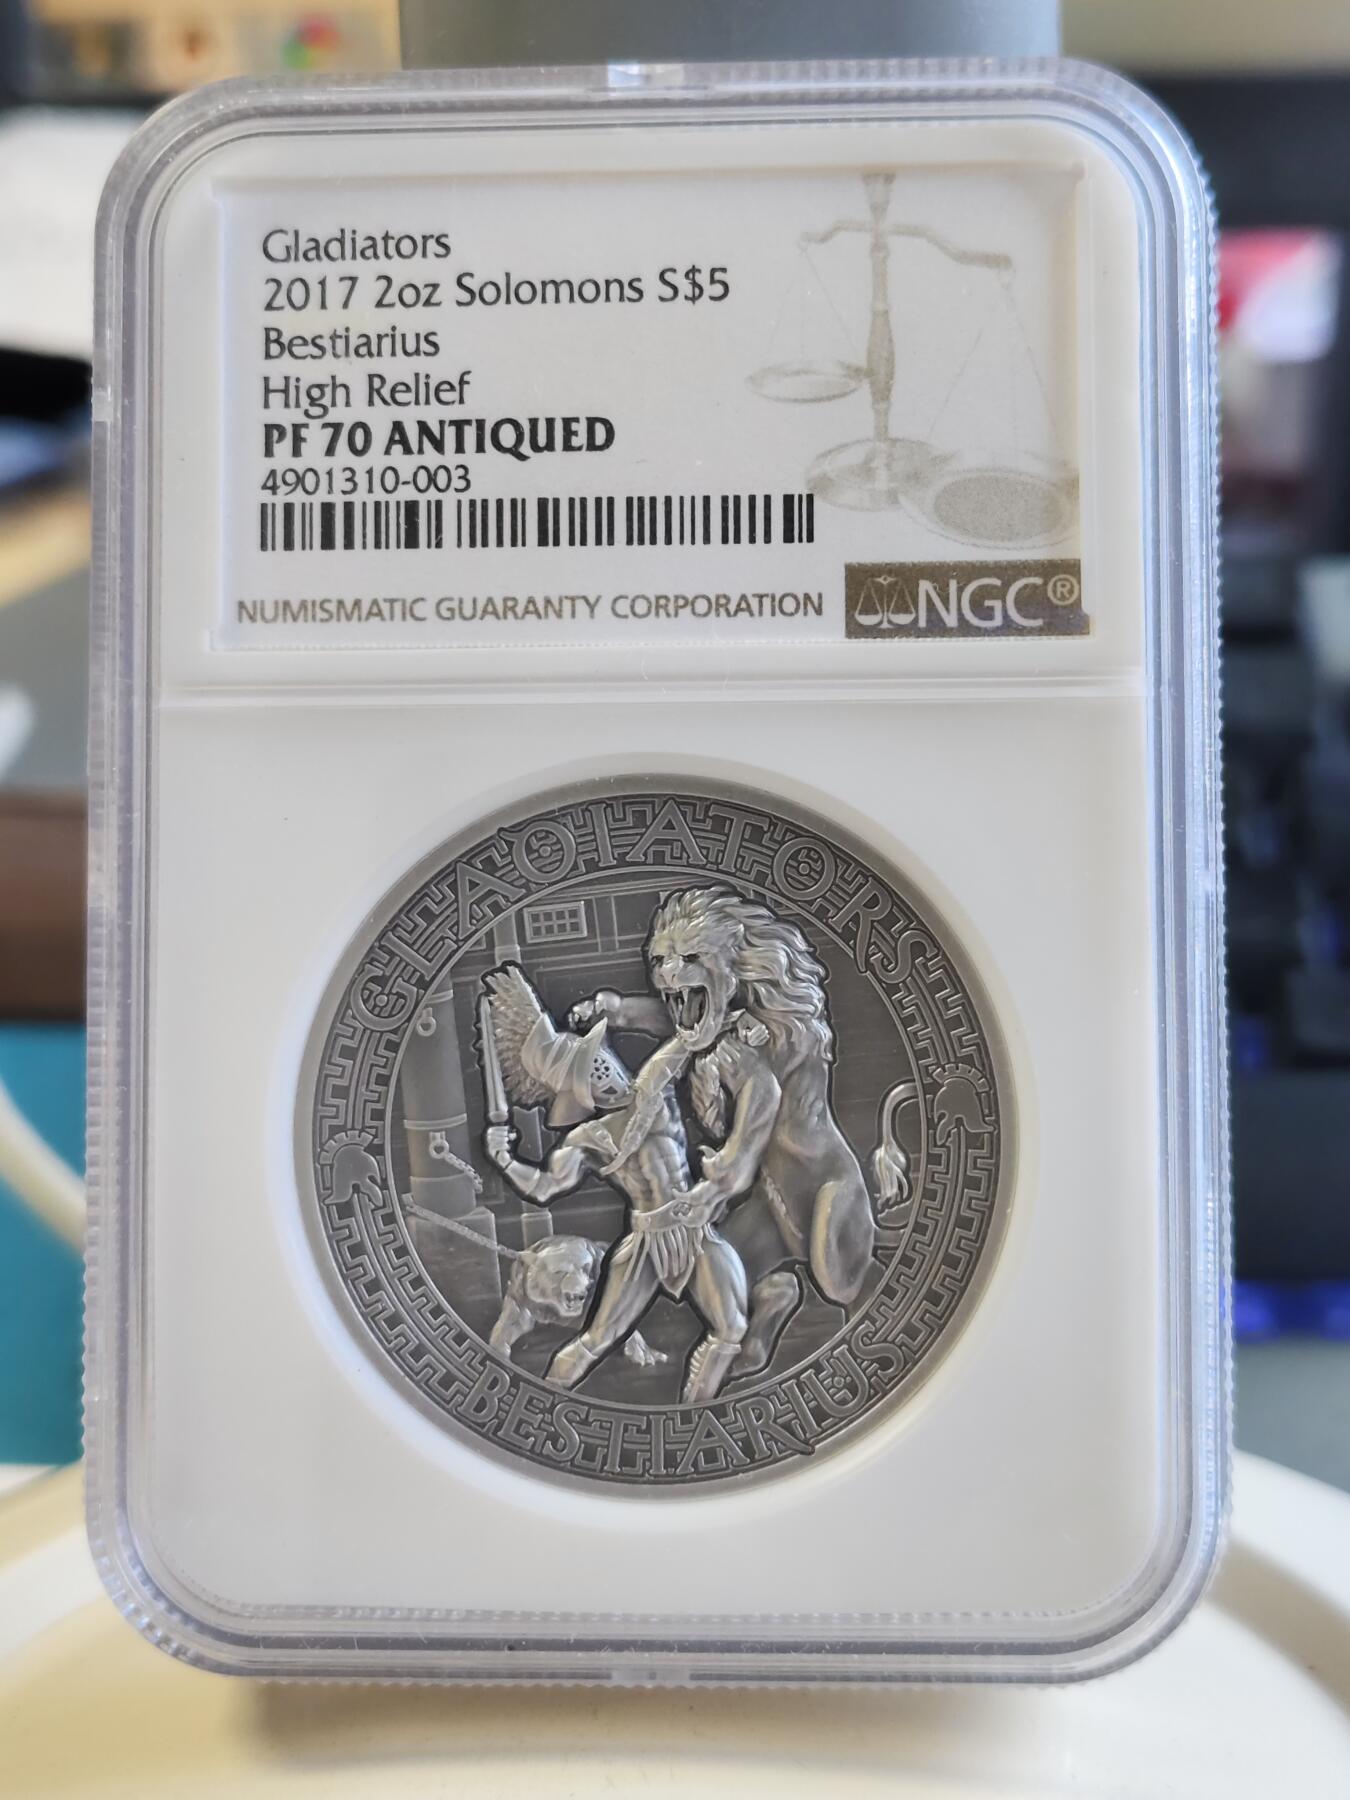 Gladiators
2017 2oz Solomons S$5
Bestiarius
High Relief
PF 70 ANTIQUED
4901310-003
NUMISMATIC GUARANTY CORPORATION
NGC®
GLADIATORS
BESTIARIUS